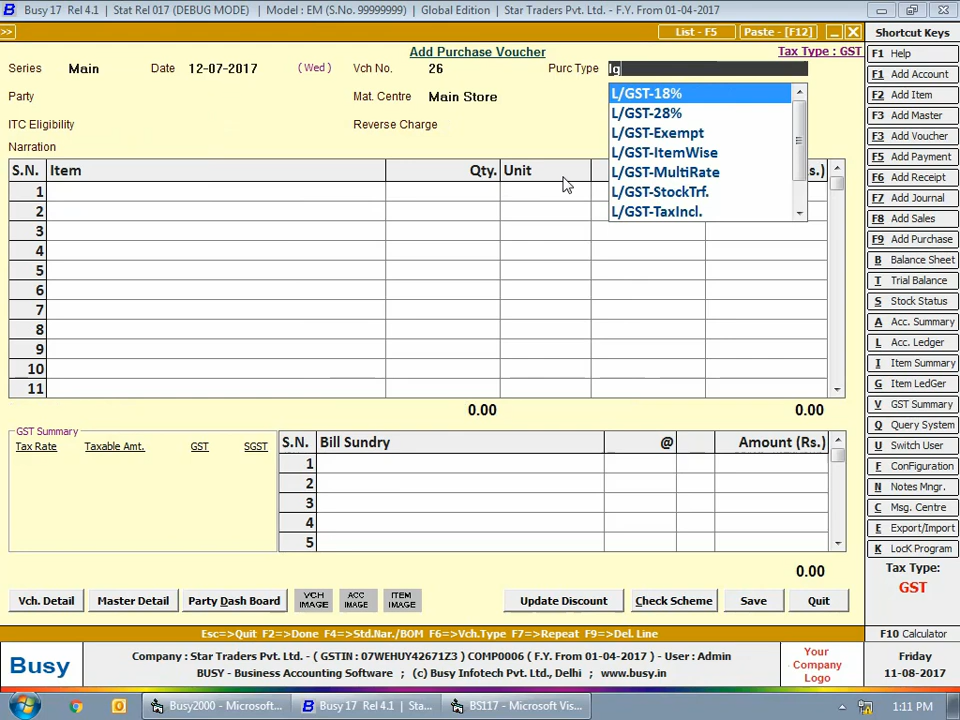 Busy 17 Rel 4.1 | Stat Rel 017 (DEBUG MODE) | Model : EM (S.No. 99999999) | Global Edition | Star Traders Pvt. Ltd. - F.Y. From 01-04-2017
>> List - F5 Paste - [F12] Shortcut Keys
Add Purchase Voucher Tax Type : GST
Series Main Date 12-07-2017 (Wed) Vch No. 26 Purc Type lg
Party Mat. Centre Main Store
ITC Eligibility Reverse Charge
Narration
L/GST-18%
L/GST-28%
L/GST-Exempt
L/GST-ItemWise
L/GST-MultiRate
L/GST-StockTrf.
L/GST-TaxIncl.
S.N. Item Qty. Unit s.)
1
2
3
4
5
6
7
8
9
10
11
0.00 0.00
GST Summary
Tax Rate Taxable Amt. GST SGST
S.N. Bill Sundry @ Amount (Rs.)
1
2
3
4
5
0.00
Vch. Detail Master Detail Party Dash Board VCH IMAGE ACC IMAGE ITEM IMAGE Update Discount Check Scheme Save Quit
Esc=>Quit F2=>Done F4=>Std.Nar./BOM F6=>Vch.Type F7=>Repeat F9=>Del. Line
F1 Help
F1 Add Account
F2 Add Item
F3 Add Master
F3 Add Voucher
F5 Add Payment
F6 Add Receipt
F7 Add Journal
F8 Add Sales
F9 Add Purchase
B Balance Sheet
T Trial Balance
S Stock Status
A Acc. Summary
L Acc. Ledger
I Item Summary
G Item LedGer
V GST Summary
Q Query System
U Switch User
F ConFiguration
N Notes Mngr.
C Msg. Centre
E Export/Import
K LocK Program
Tax Type:
GST
F10 Calculator
Busy
Company : Star Traders Pvt. Ltd. - ( GSTIN : 07WEHUY42671Z3 ) COMP0006 ( F.Y. From 01-04-2017 ) - User : Admin
BUSY - Business Accounting Software ; (c) Busy Infotech Pvt. Ltd., Delhi ; www.busy.in
Your
Company
Logo
Friday
11-08-2017
Busy2000 - Microsoft... Busy 17 Rel 4.1 | Sta... BS117 - Microsoft Vis... 1:11 PM